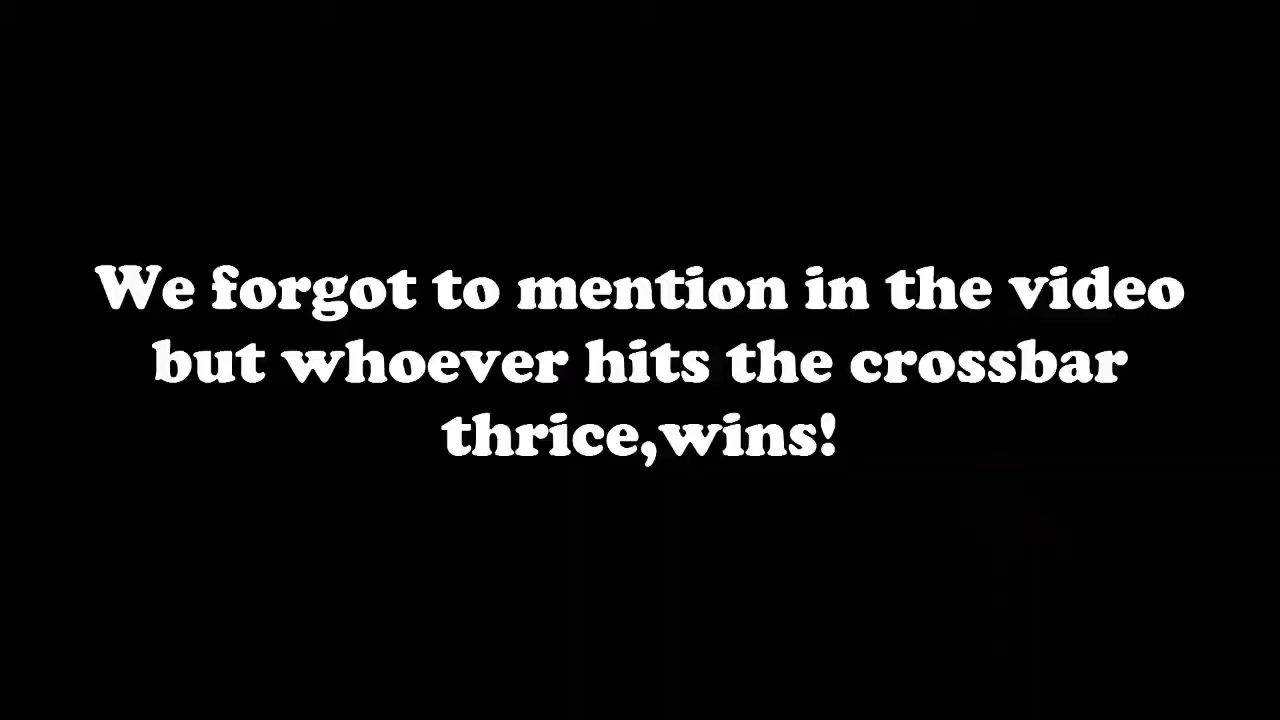 We forgot to mention in the video
but whoever hits the crossbar
thrice,wins!